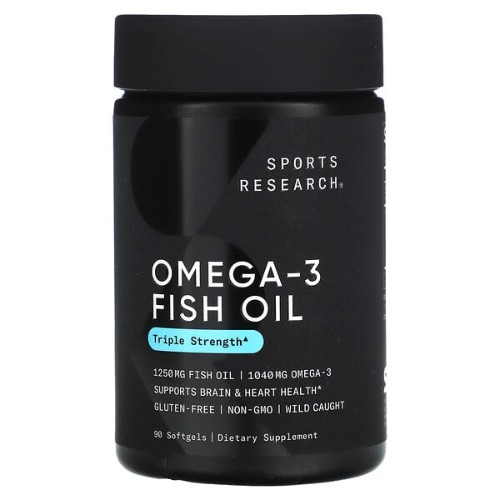 SPORTS
RESEARCH®
OMEGA-3
FISH OIL
Triple Strength▲
1250MG FISH OIL | 1040MG OMEGA-3
SUPPORTS BRAIN & HEART HEALTH*
GLUTEN-FREE | NON-GMO | WILD CAUGHT
90 Softgels | Dietary Supplement